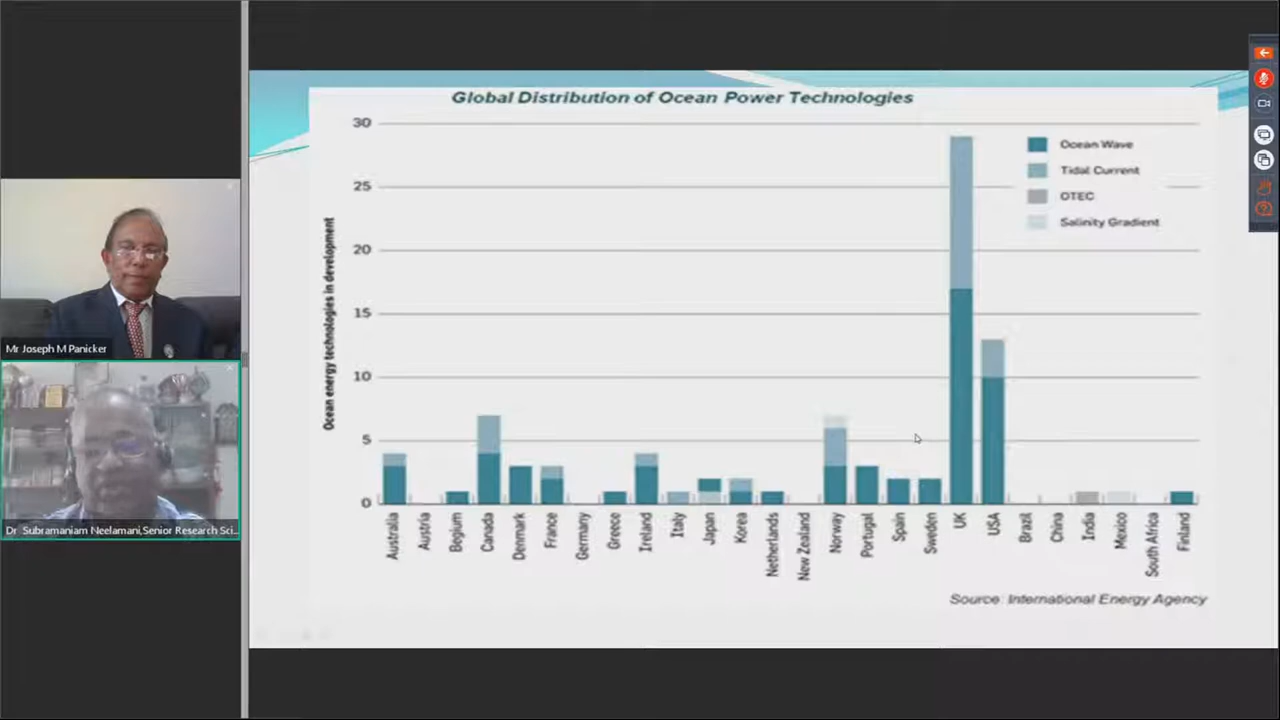 Global Distribution of Ocean Power Technologies
30
25
20
15
10
5
0
Ocean energy technologies in development
Ocean Wave
Tidal Current
OTEC
Salinity Gradient
Australia
Austria
Begium
Canada
Denmark
France
Germany
Greece
Ireland
Italy
Japan
Korea
Netherlands
New Zealand
Norway
Portugal
Spain
Sweden
UK
USA
Brazil
China
India
Mexico
South Africa
Finland
Source: International Energy Agency
Mr Joseph M Panicker
Dr Subramaniam Neelamani,Senior Research Sci...